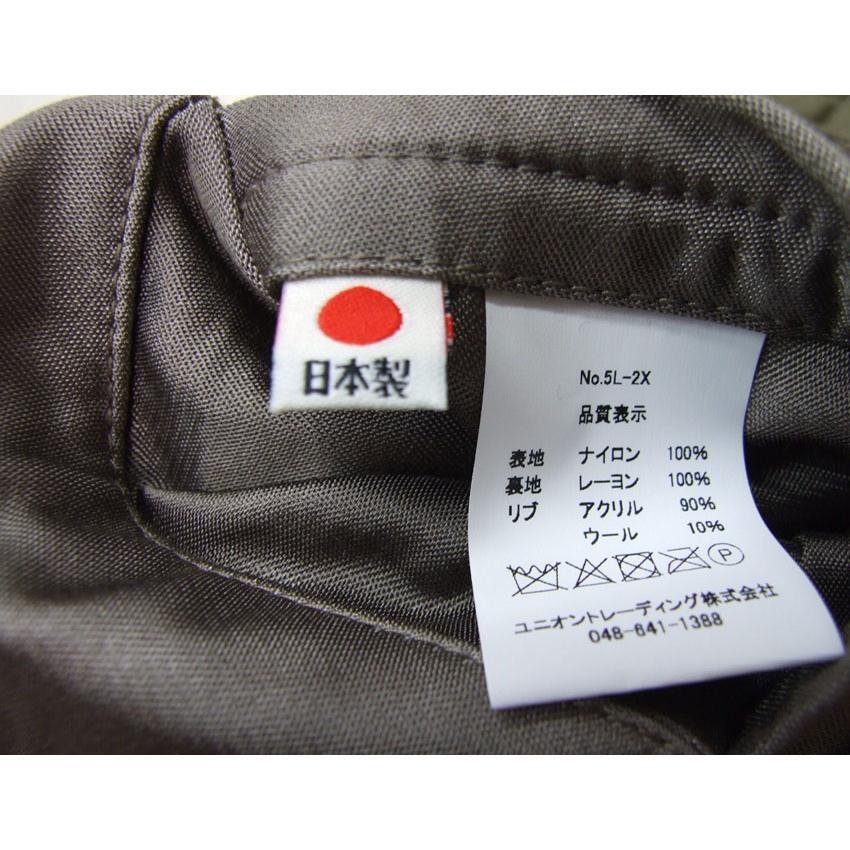 日本製
No.5L-2X
品質表示
表地 ナイロン 100%
裏地 レーヨン 100%
リブ アクリル 90%
ウール 10%
P
ユニオントレーディング株式会社
048-641-1388